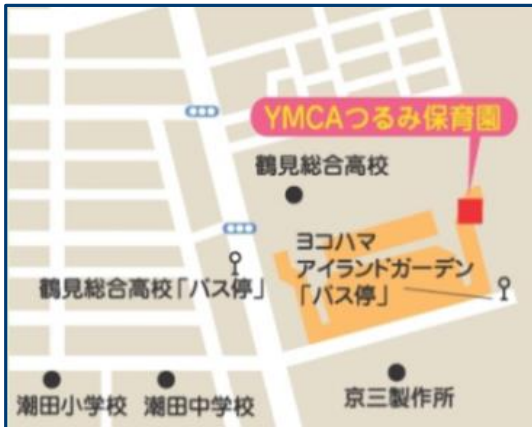 YMCAつるみ保育園
鶴見総合高校
ヨコハマ
アイランドガーデン
「バス停」
鶴見総合高校「バス停」
潮田小学校
潮田中学校
京三製作所